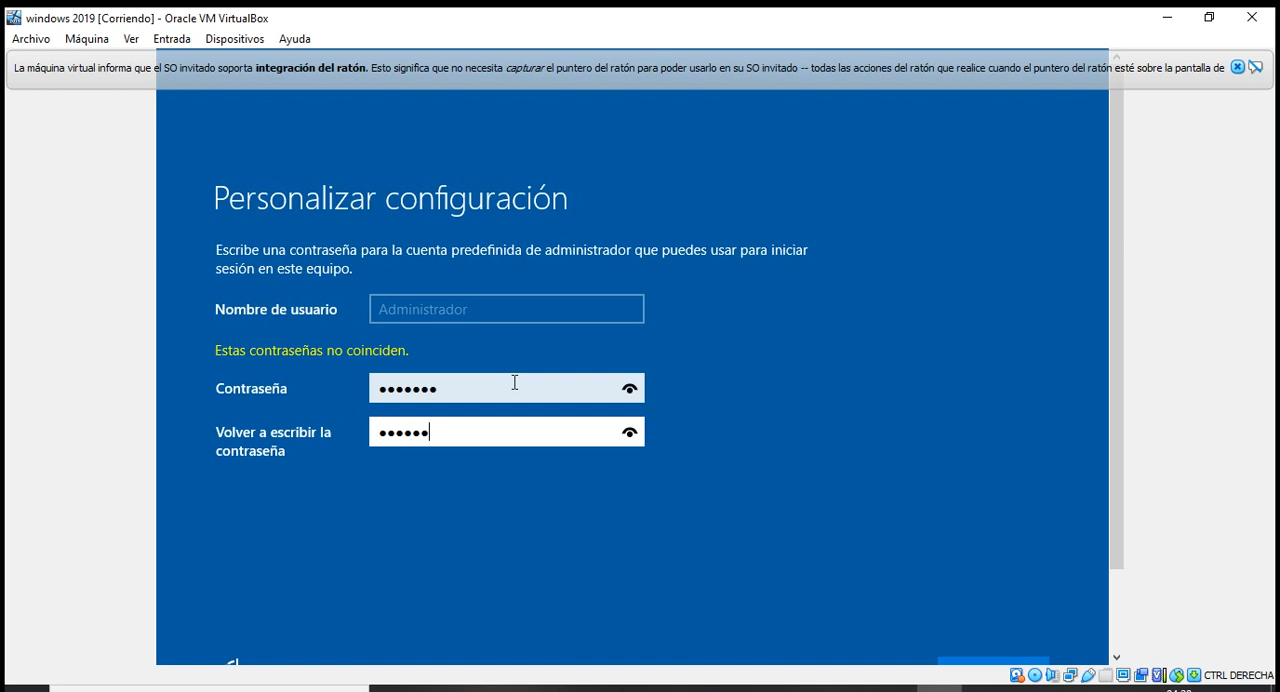 windows 2019 [Corriendo] - Oracle VM VirtualBox
Archivo Máquina Ver Entrada Dispositivos Ayuda
La máquina virtual informa que el SO invitado soporta integración del ratón. Esto significa que no necesita capturar el puntero del ratón para poder usarlo en su SO invitado -- todas las acciones del ratón que realice cuando el puntero del ratón esté sobre la pantalla de
Personalizar configuración
Escribe una contraseña para la cuenta predefinida de administrador que puedes usar para iniciar
sesión en este equipo.
Nombre de usuario Administrador
Estas contraseñas no coinciden.
Contraseña
Volver a escribir la
contraseña
CTRL DERECHA